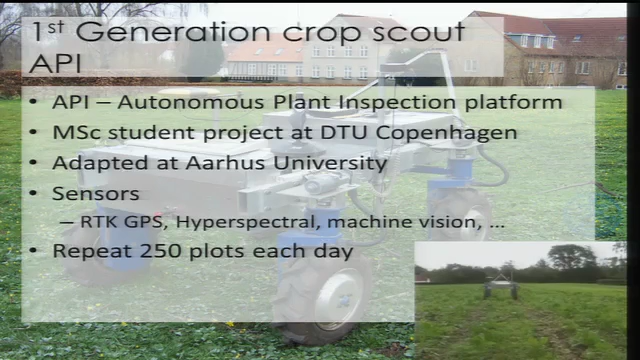 1st Generation crop scout
API
• API – Autonomous Plant Inspection platform
• MSc student project at DTU Copenhagen
• Adapted at Aarhus University
• Sensors
– RTK GPS, Hyperspectral, machine vision, ...
• Repeat 250 plots each day